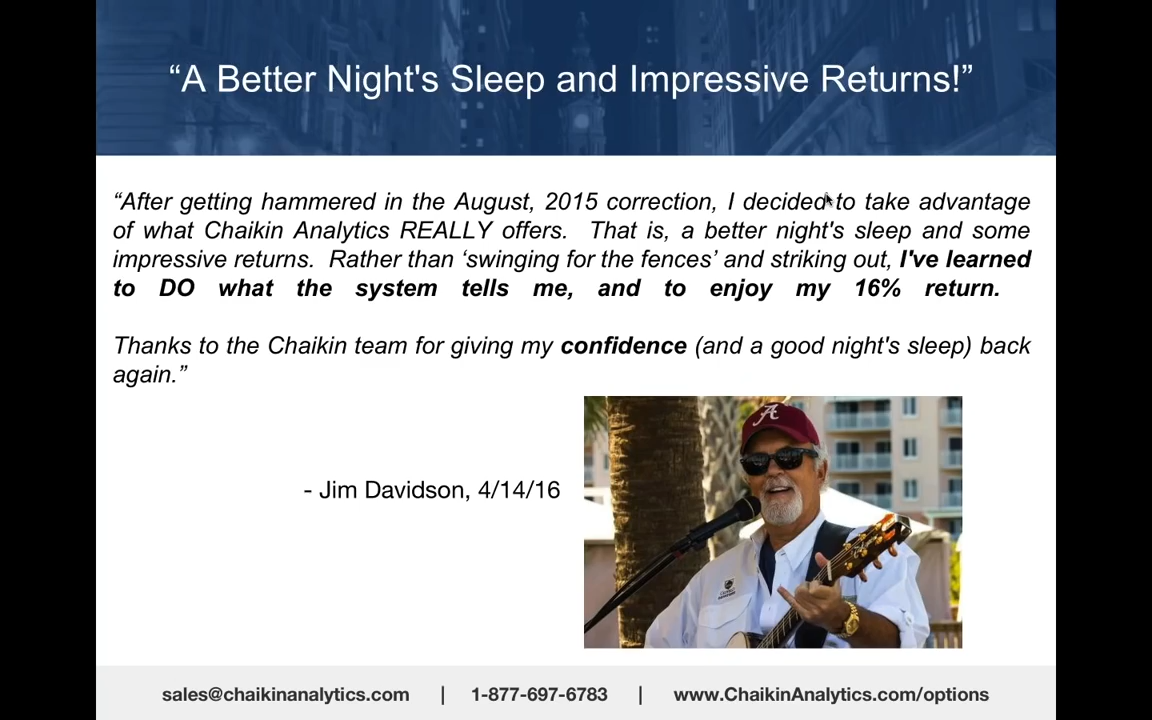 “A Better Night's Sleep and Impressive Returns!”
“After getting hammered in the August, 2015 correction, I decided to take advantage
of what Chaikin Analytics REALLY offers. That is, a better night's sleep and some
impressive returns. Rather than ‘swinging for the fences’ and striking out, I've learned
to DO what the system tells me, and to enjoy my 16% return.
Thanks to the Chaikin team for giving my confidence (and a good night's sleep) back
again.”
- Jim Davidson, 4/14/16
A
sales@chaikinanalytics.com | 1-877-697-6783 | www.ChaikinAnalytics.com/options